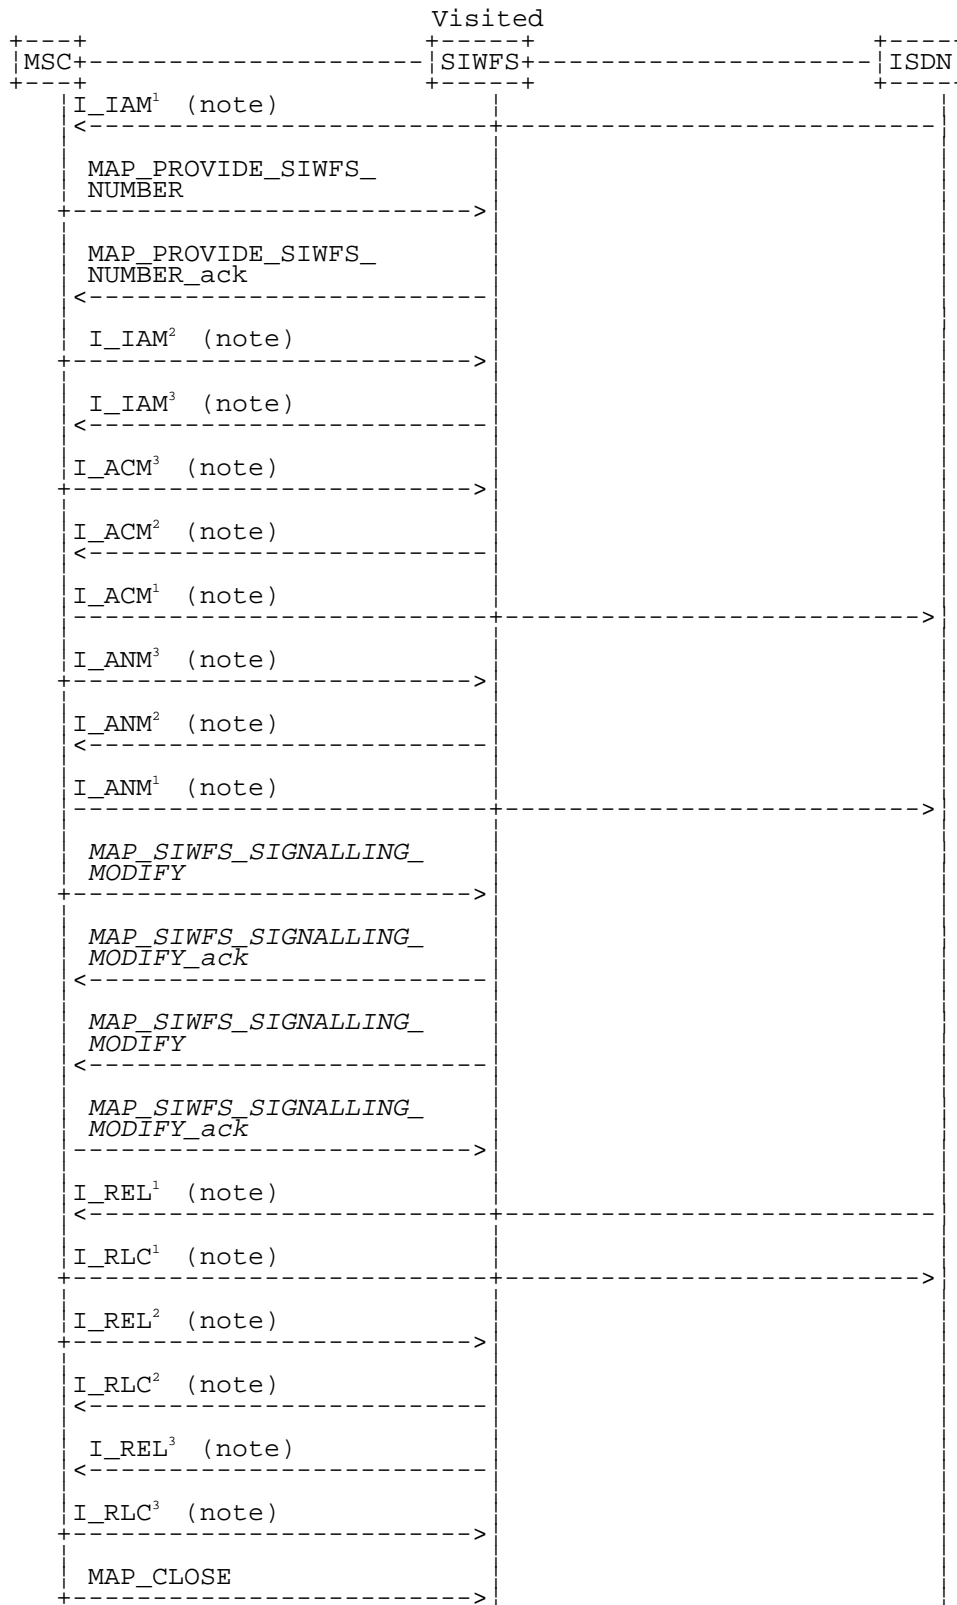 Visited
MSC SIWFS ISDN
I_IAM¹ (note)
MAP_PROVIDE_SIWFS_
NUMBER
MAP_PROVIDE_SIWFS_
NUMBER_ack
I_IAM² (note)
I_IAM³ (note)
I_ACM³ (note)
I_ACM² (note)
I_ACM¹ (note)
I_ANM³ (note)
I_ANM² (note)
I_ANM¹ (note)
MAP_SIWFS_SIGNALLING_
MODIFY
MAP_SIWFS_SIGNALLING_
MODIFY_ack
MAP_SIWFS_SIGNALLING_
MODIFY
MAP_SIWFS_SIGNALLING_
MODIFY_ack
I_REL¹ (note)
I_RLC¹ (note)
I_REL² (note)
I_RLC² (note)
I_REL³ (note)
I_RLC³ (note)
MAP_CLOSE